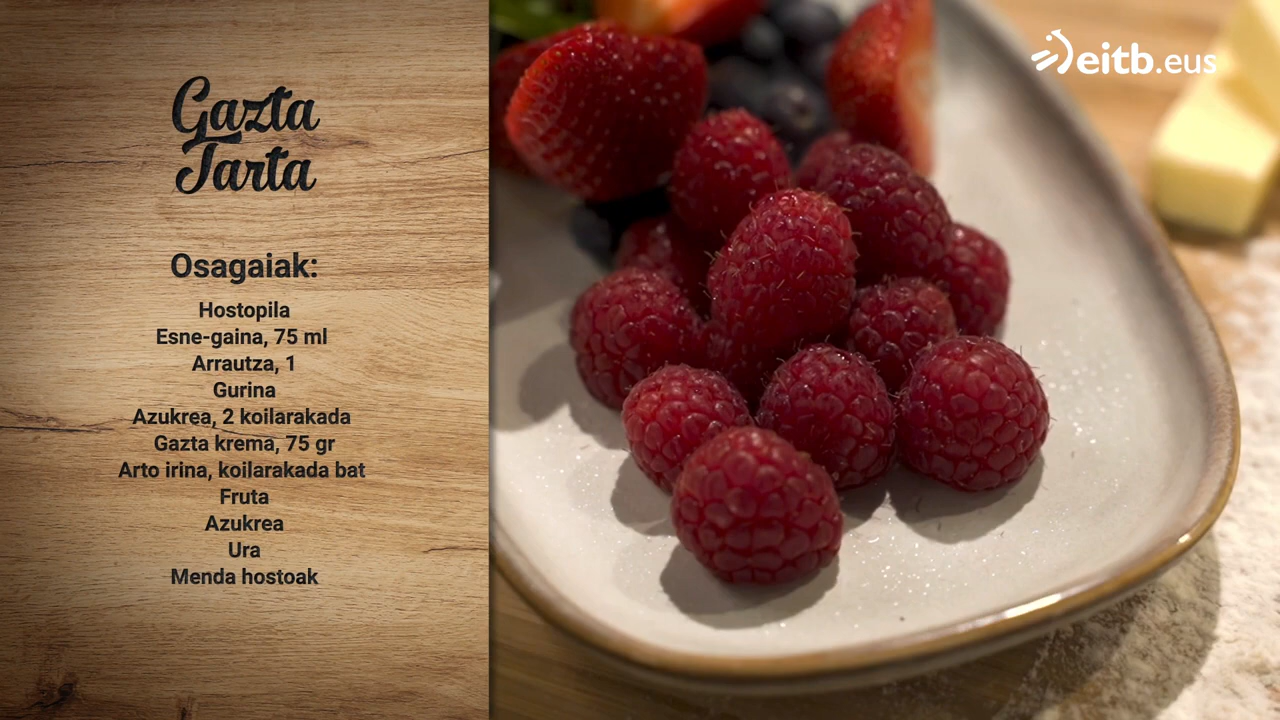 Gazta
Tarta
Osagaiak:
Hostopila
Esne-gaina, 75 ml
Arrautza, 1
Gurina
Azukrea, 2 koilarakada
Gazta krema, 75 gr
Arto irina, koilarakada bat
Fruta
Azukrea
Ura
Menda hostoak
eitb.eus